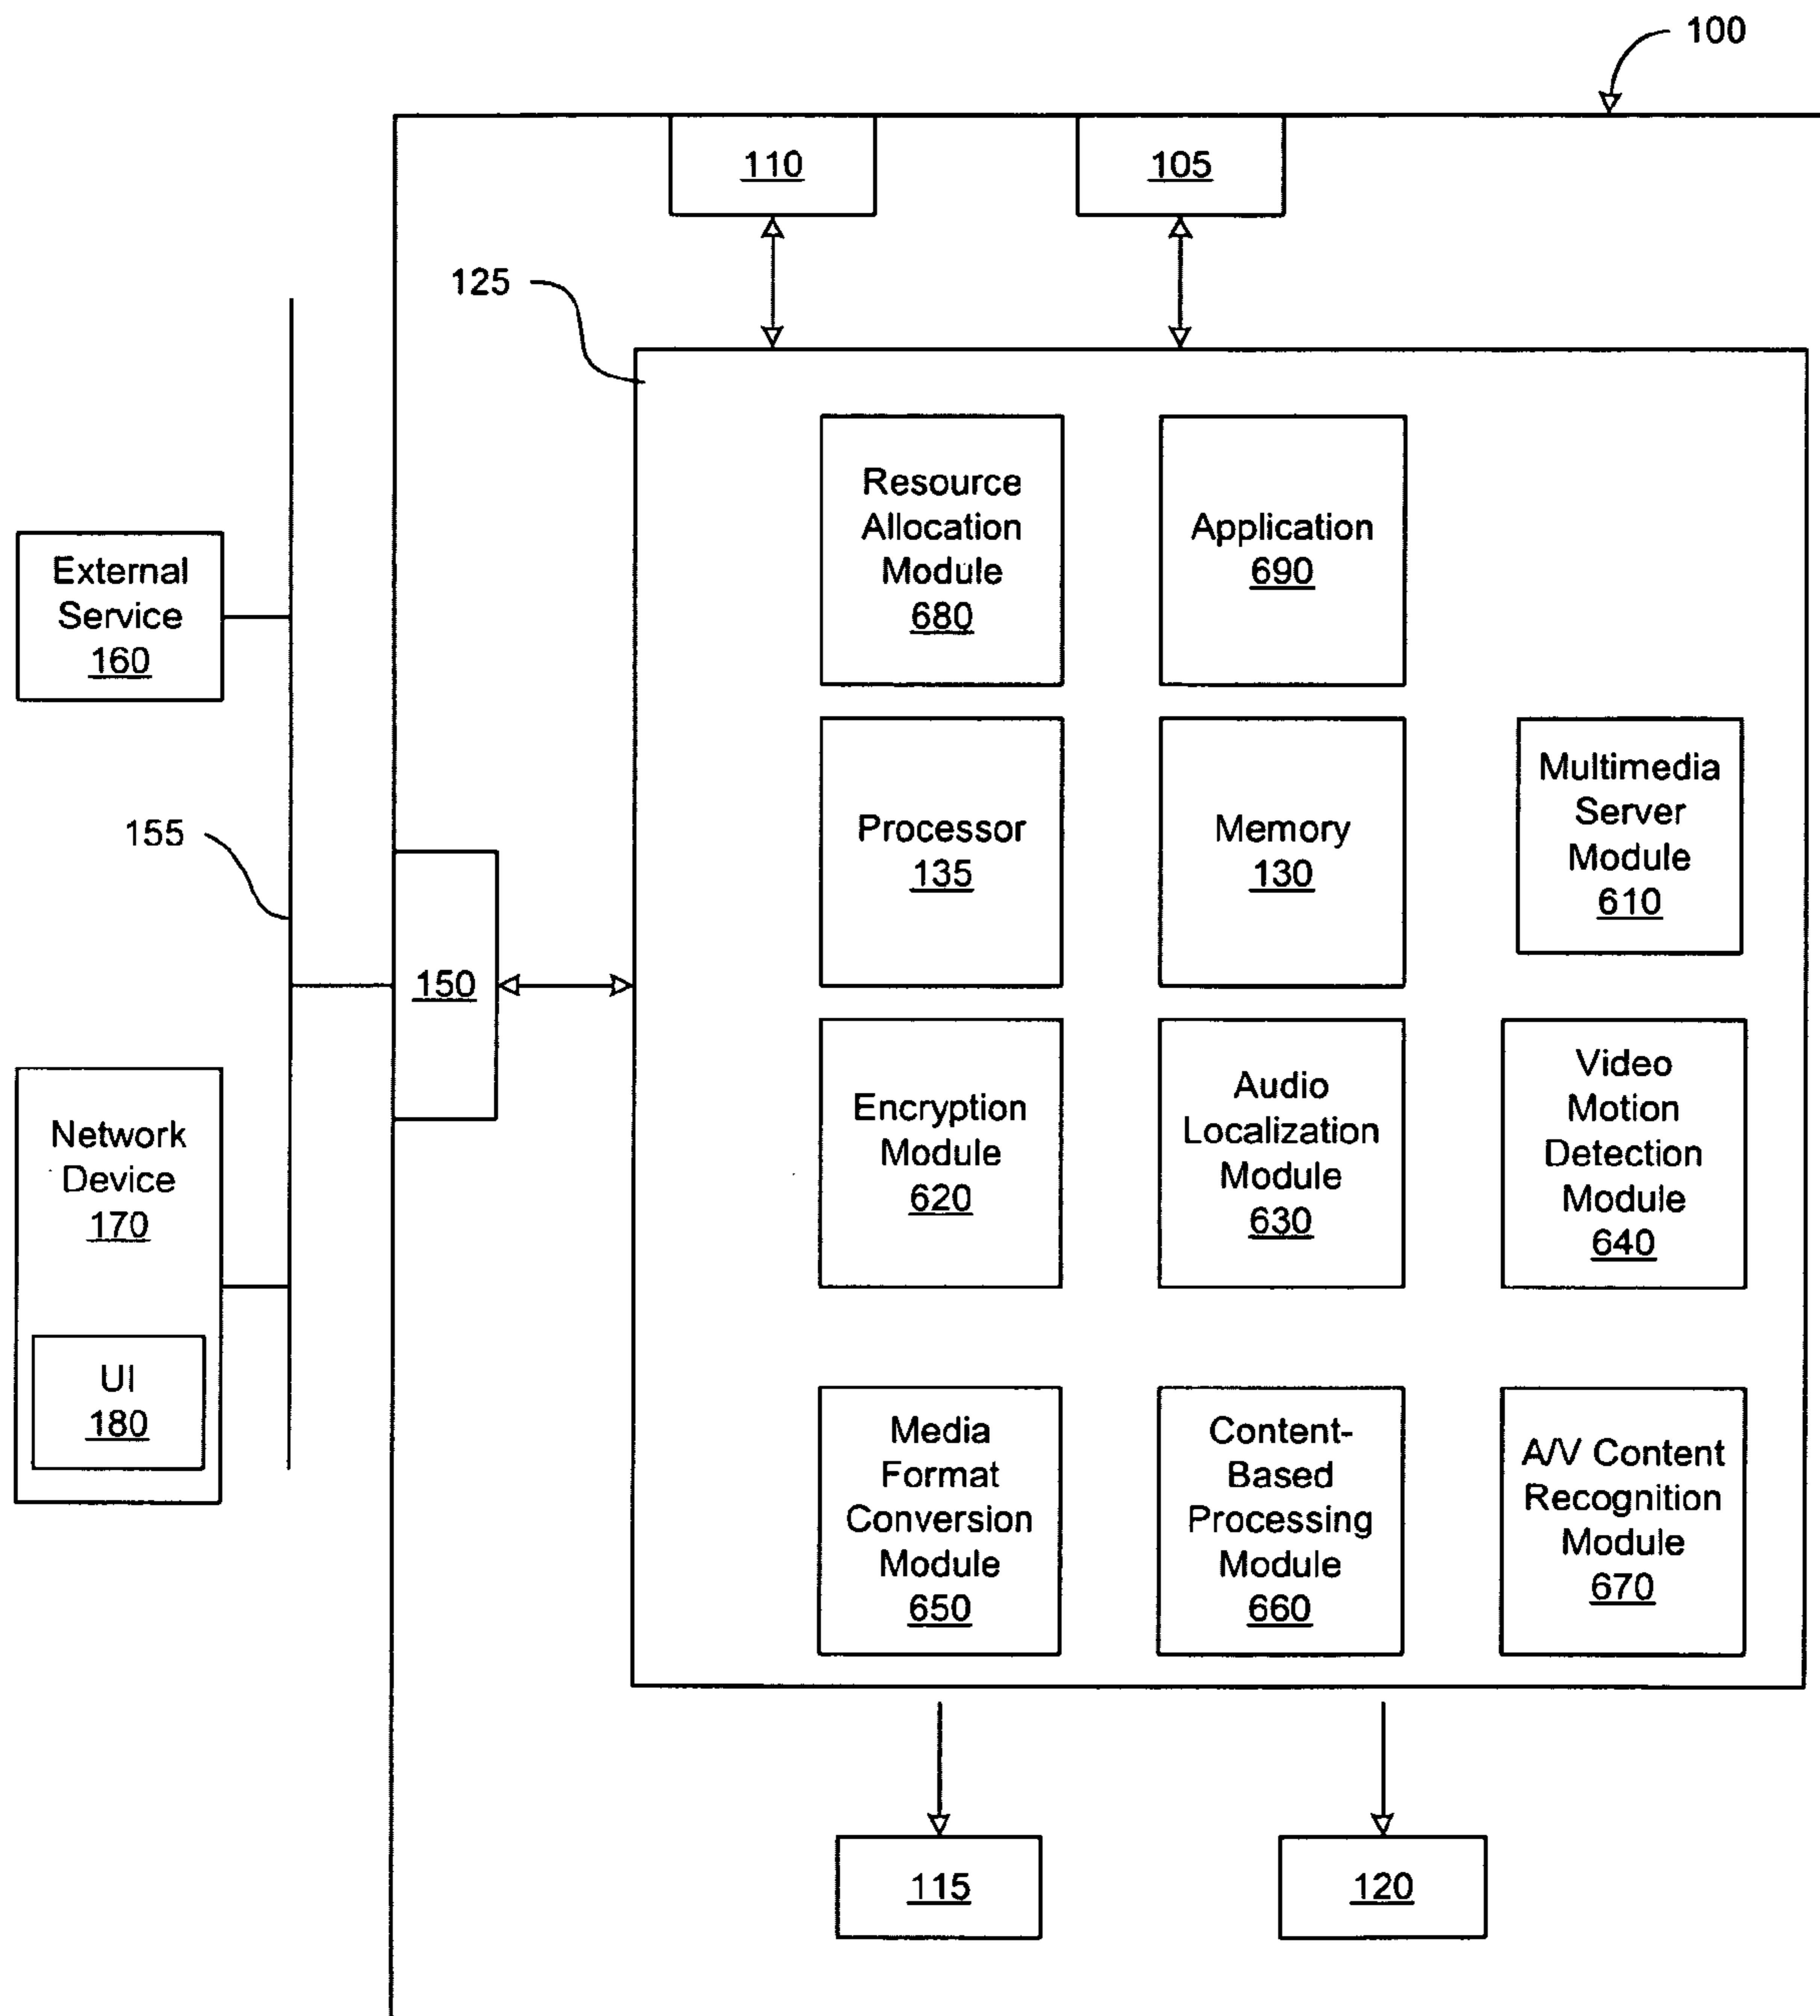 100
110
105
125
Resource
Allocation
Module
680
Application
690
External
Service
160
Processor
135
Memory
130
Multimedia
Server
Module
610
155
150
Network
Device
170
UI
180
Encryption
Module
620
Audio
Localization
Module
630
Video
Motion
Detection
Module
640
Media
Format
Conversion
Module
650
Content-
Based
Processing
Module
660
A/V Content
Recognition
Module
670
115
120